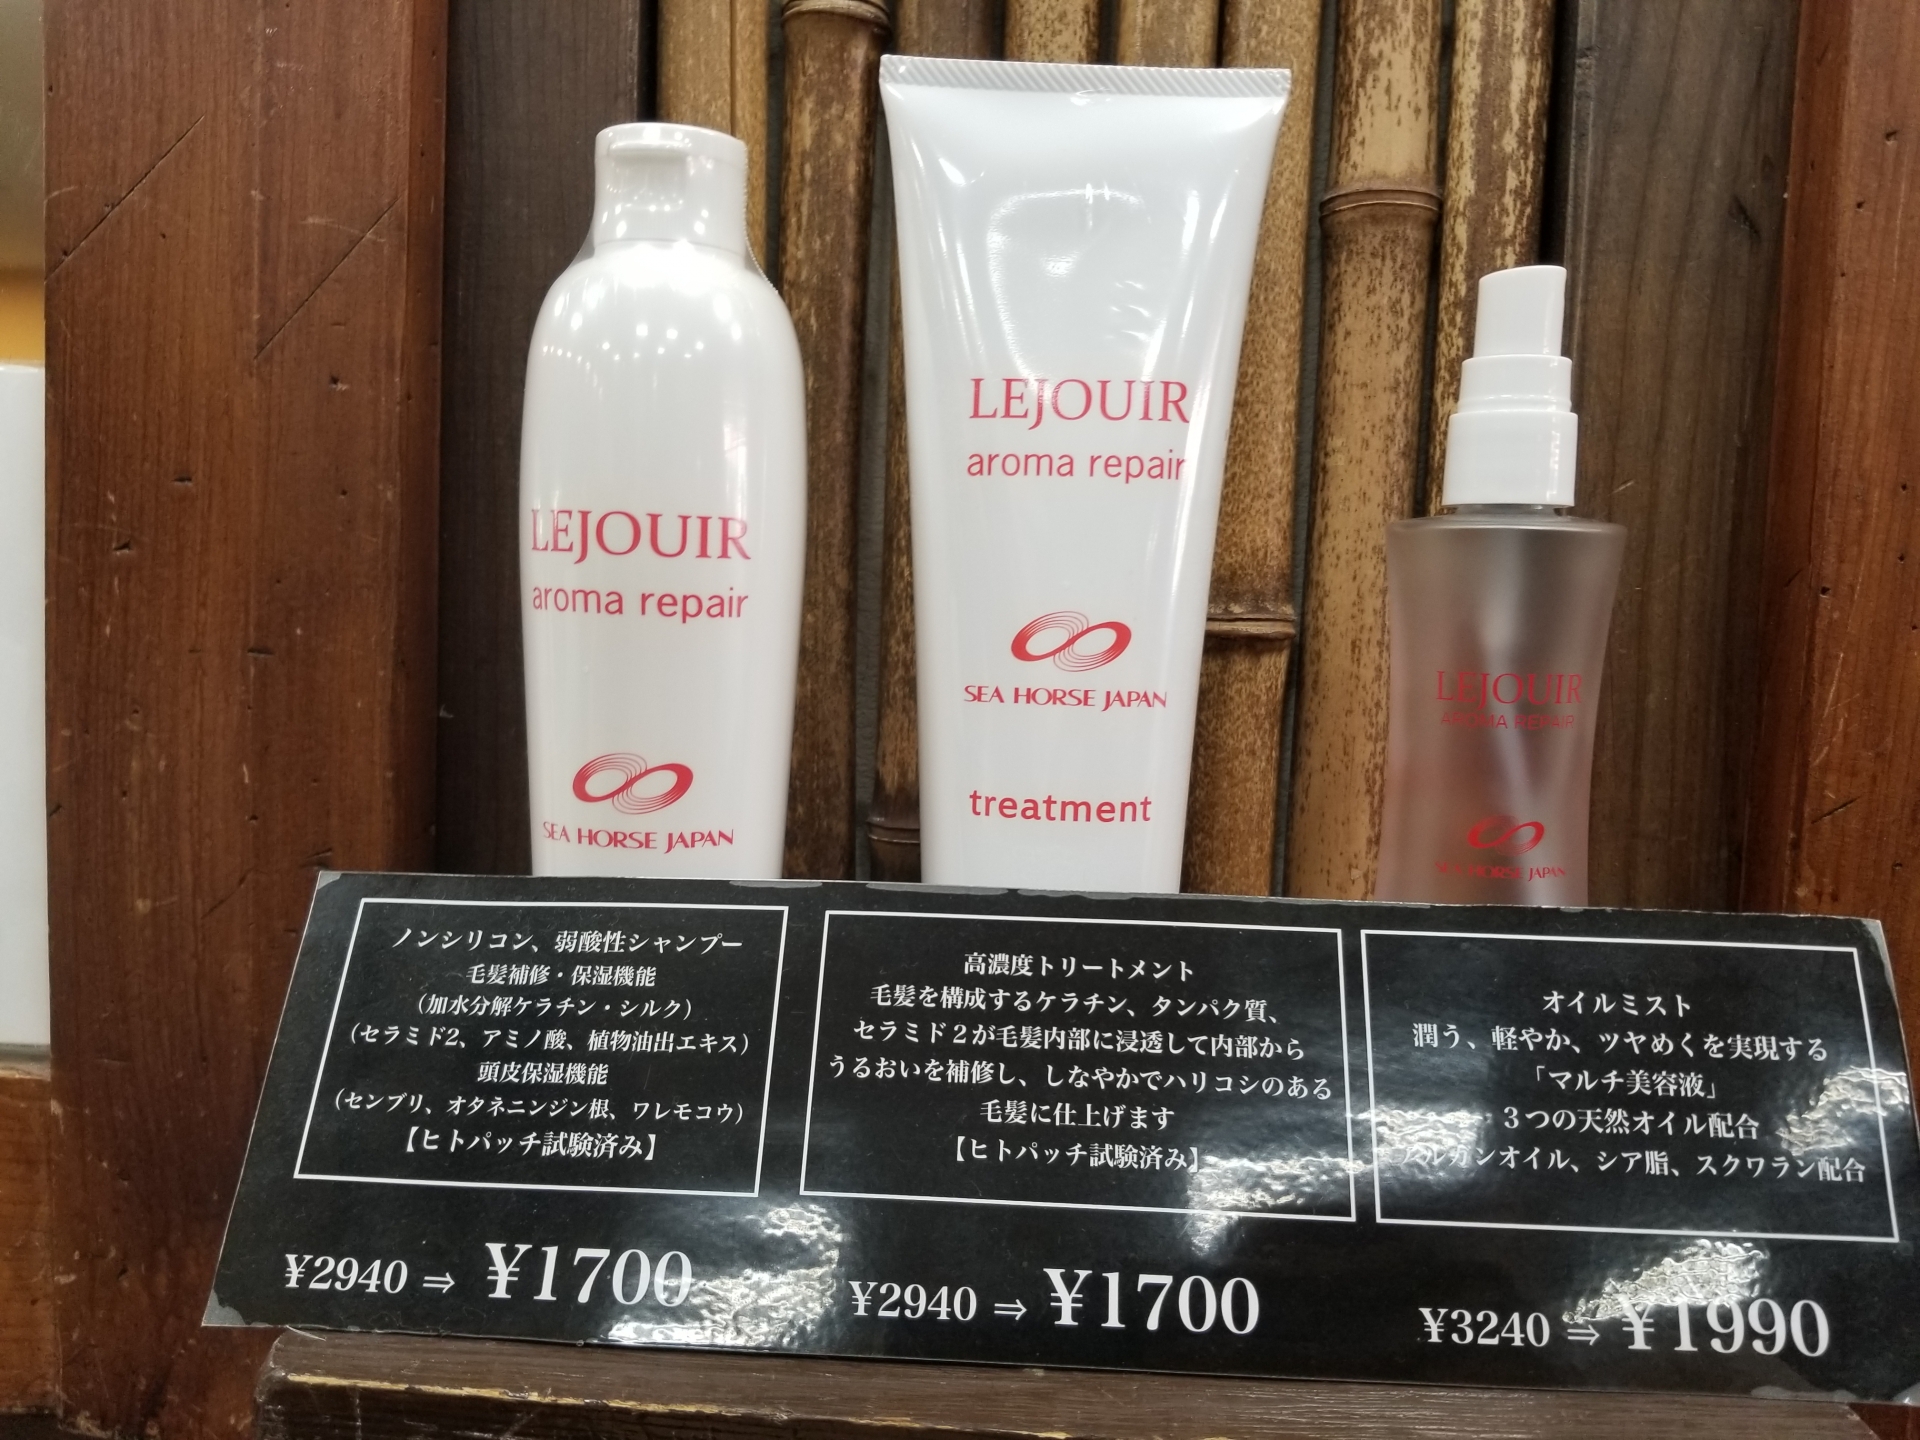 LEJOUIR
aroma repair
SEA HORSE JAPAN
LEJOUIR
aroma repair
SEA HORSE JAPAN
treatment
LEJOUIR
AROMA REPAIR
SEA HORSE JAPAN
ノンシリコン、弱酸性シャンプー
毛髪補修・保湿機能
（加水分解ケラチン・シルク）
（セラミド2、アミノ酸、植物油出エキス）
頭皮保湿機能
（センブリ、オタネニンジン根、ワレモコウ）
【ヒトパッチ試験済み】
¥2940 ⇒ ¥1700
高濃度トリートメント
毛髪を構成するケラチン、タンパク質、
セラミド２が毛髪内部に浸透して内部から
うるおいを補修し、しなやかでハリコシのある
毛髪に仕上げます
【ヒトパッチ試験済み】
¥2940 ⇒ ¥1700
オイルミスト
潤う、軽やか、ツヤめくを実現する
「マルチ美容液」
３つの天然オイル配合
アルガンオイル、シア脂、スクワラン配合
¥3240 ⇒ ¥1990